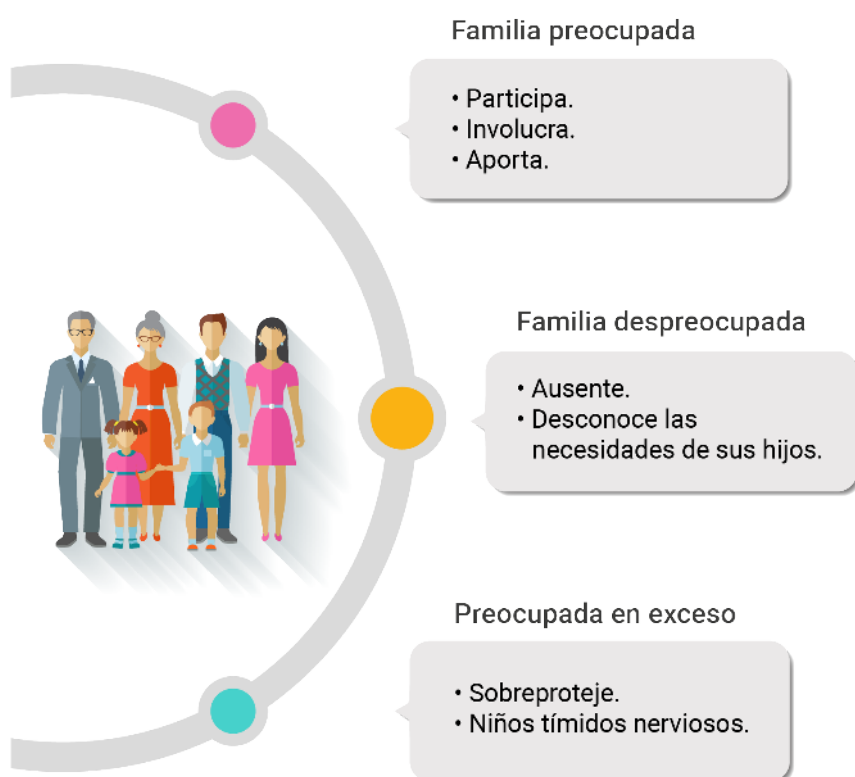 Familia preocupada
• Participa.
• Involucra.
• Aporta.
Familia despreocupada
• Ausente.
• Desconoce las
necesidades de sus hijos.
Preocupada en exceso
• Sobreproteje.
• Niños tímidos nerviosos.